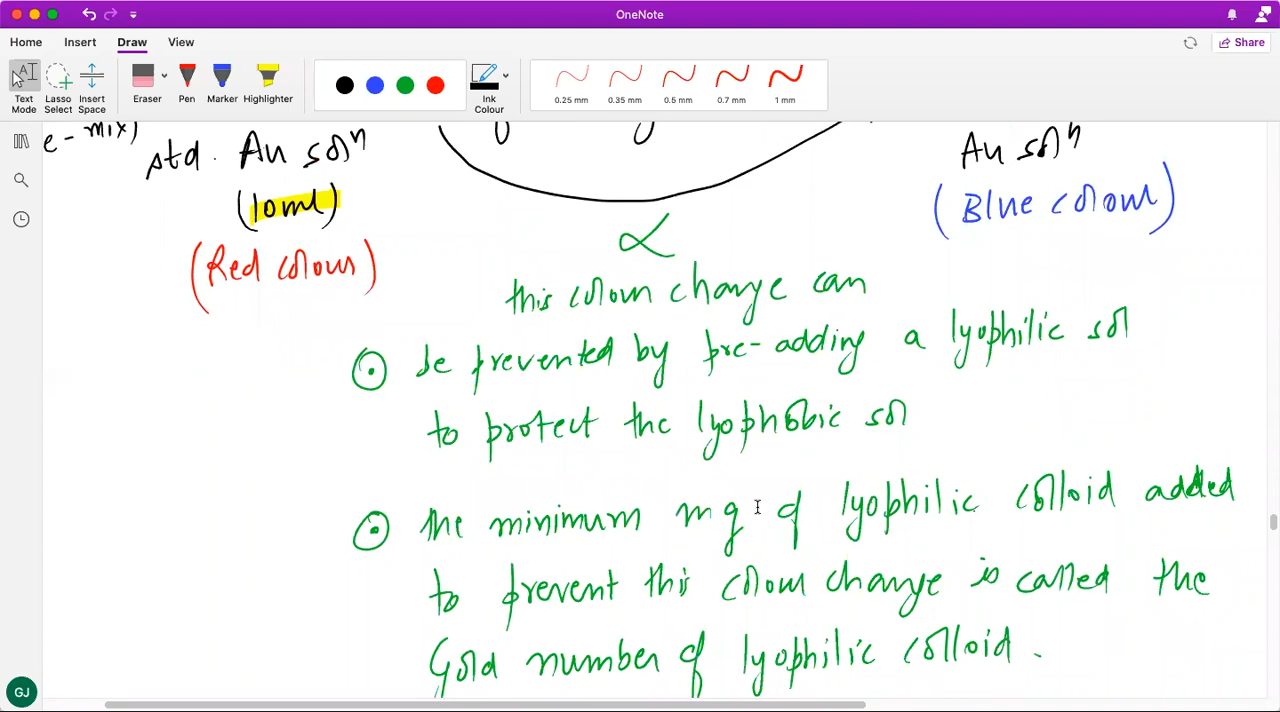 OneNote
Home Insert Draw View
Share
Text Mode
Lasso Select
Insert Space
Eraser
Pen
Marker
Highlighter
Ink Colour
0.25 mm 0.35 mm 0.5 mm 0.7 mm 1 mm
e-mix)
std. Au solⁿ
(10ml)
(Red colour)
Au solⁿ
(Blue colour)
this colour change can
be prevented by pre-adding a lyophilic sol
to protect the lyophobic sol
the minimum mg of lyophilic colloid added
to prevent this colour change is called the
Gold number of lyophilic colloid.
GJ